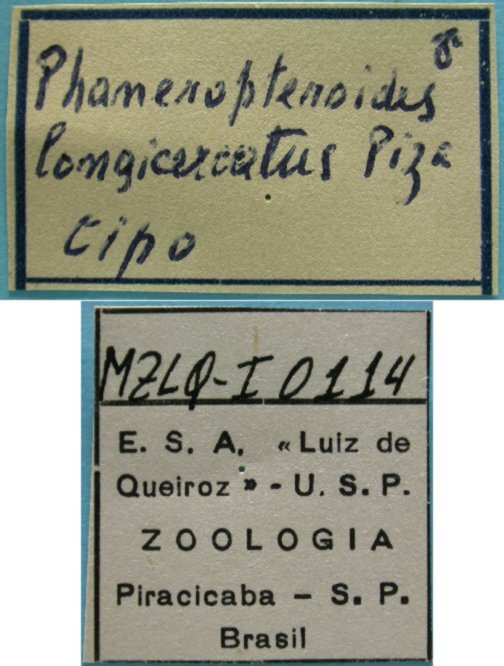 ♂
Phaneropteroides
longicercatus Piza
tipo
MZLQ-I 0114
E. S. A. «Luiz de
Queiroz» - U. S. P.
ZOOLOGIA
Piracicaba - S. P.
Brasil